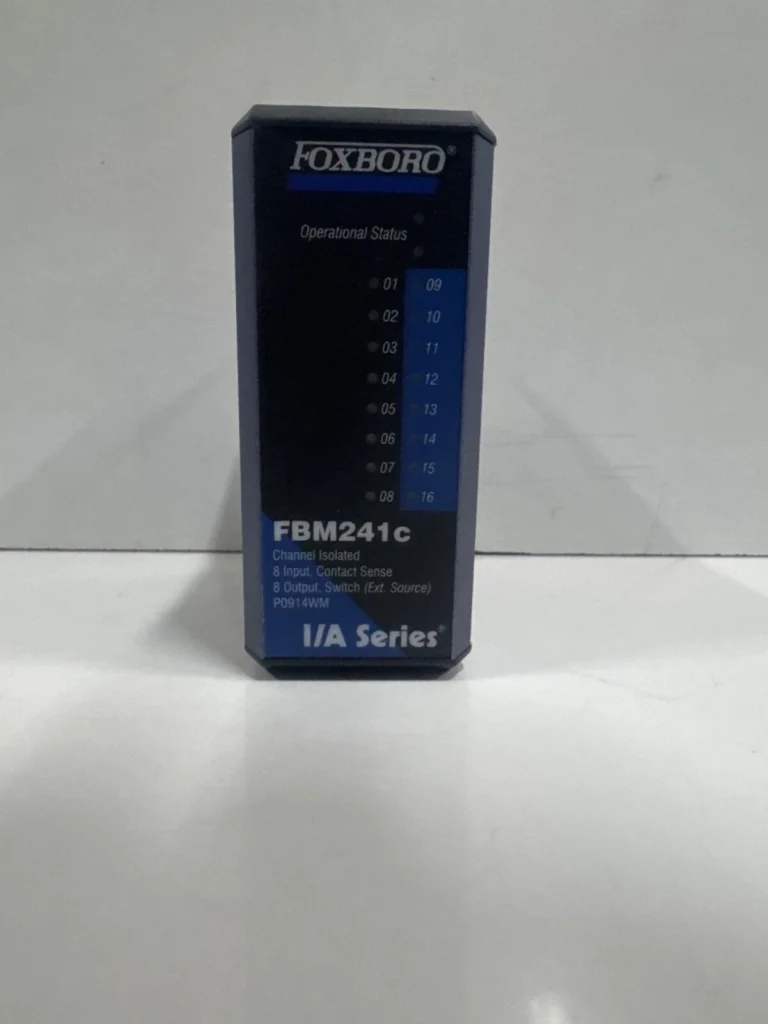 FOXBORO®
Operational Status
01 09
02 10
03 11
04 12
05 13
06 14
07 15
08 16
FBM241c
Channel Isolated
8 Input, Contact Sense
8 Output, Switch (Ext. Source)
P0914WM
I/A Series®